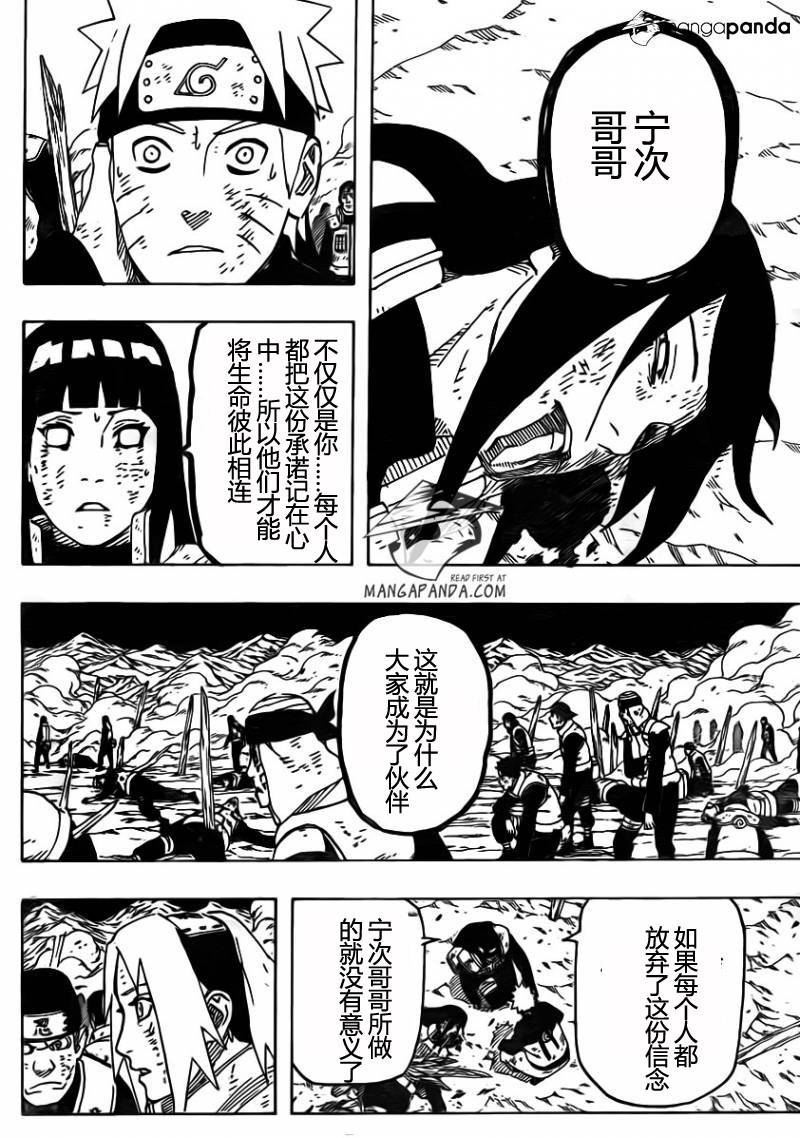 mangapanda
宁次
哥哥
不仅仅是你……每个人
都把这份承诺记在心
中……所以他们才能
将生命彼此相连
READ FIRST AT
MANGAPANDA.COM
这就是为什么
大家成为了伙伴
如果每个人都
放弃了这份信念
宁次哥哥所做
的就没有意义了
忍